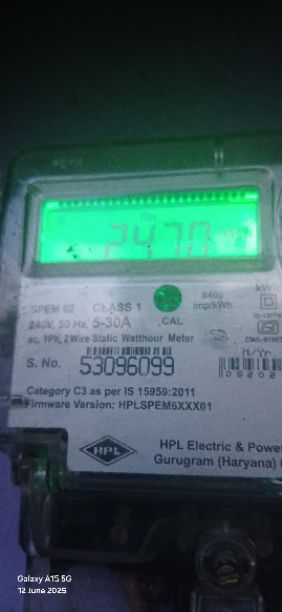 247.0
kWh
SPEM 02 CLASS 1 6400
imp/kWh
240V, 50 Hz, 5-30A .CAL
ac, 1Ph, 2Wire Static Watthour Meter
M/Yr
S. No. 53096099
Category C3 as per IS 15959:2011
Firmware Version: HPLSPEM6XXX01
HPL
HPL Electric & Powe
Gurugram (Haryana)
Galaxy A15 5G
12 June 2025